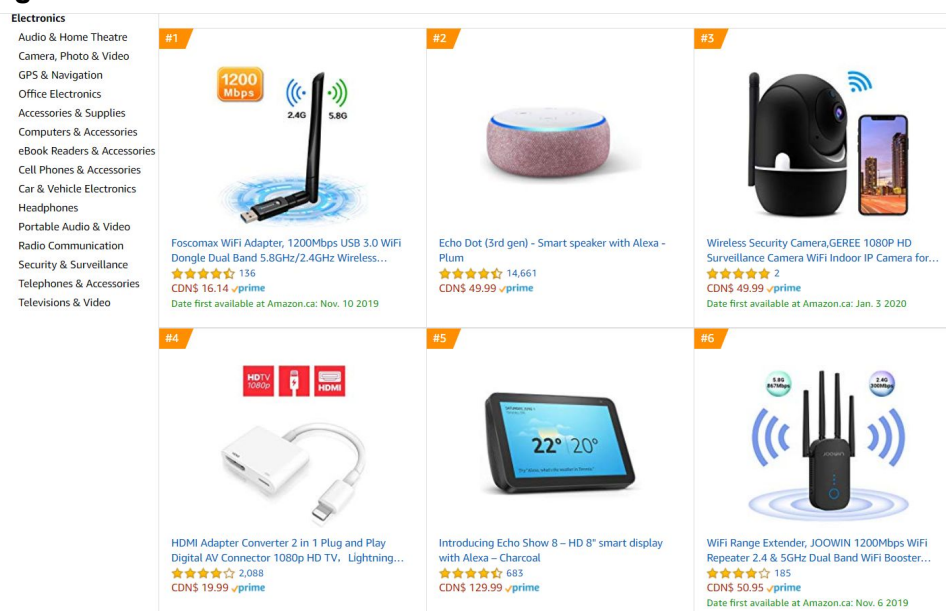 Electronics
Audio & Home Theatre
Camera, Photo & Video
GPS & Navigation
Office Electronics
Accessories & Supplies
Computers & Accessories
eBook Readers & Accessories
Cell Phones & Accessories
Car & Vehicle Electronics
Headphones
Portable Audio & Video
Radio Communication
Security & Surveillance
Telephones & Accessories
Televisions & Video
#1
1200
Mbps
2.4G
5.8G
Foscomax WiFi Adapter, 1200Mbps USB 3.0 WiFi
Dongle Dual Band 5.8GHz/2.4GHz Wireless…
136
CDN$ 16.14 prime
Date first available at Amazon.ca: Nov. 10 2019
#2
Echo Dot (3rd gen) - Smart speaker with Alexa -
Plum
14,661
CDN$ 49.99 prime
#3
Wireless Security Camera,GEREE 1080P HD
Surveillance Camera WiFi Indoor IP Camera for…
2
CDN$ 49.99 prime
Date first available at Amazon.ca: Jan. 3 2020
#4
HDTV
1080p
HDMI
HDMI Adapter Converter 2 in 1 Plug and Play
Digital AV Connector 1080p HD TV， Lightning…
2,088
CDN$ 19.99 prime
#5
22° 20°
Introducing Echo Show 8 – HD 8" smart display
with Alexa – Charcoal
683
CDN$ 129.99 prime
#6
5.8G
867Mbps
2.4G
300Mbps
JOOWIN
WiFi Range Extender, JOOWIN 1200Mbps WiFi
Repeater 2.4 & 5GHz Dual Band WiFi Booster…
185
CDN$ 50.95 prime
Date first available at Amazon.ca: Nov. 6 2019